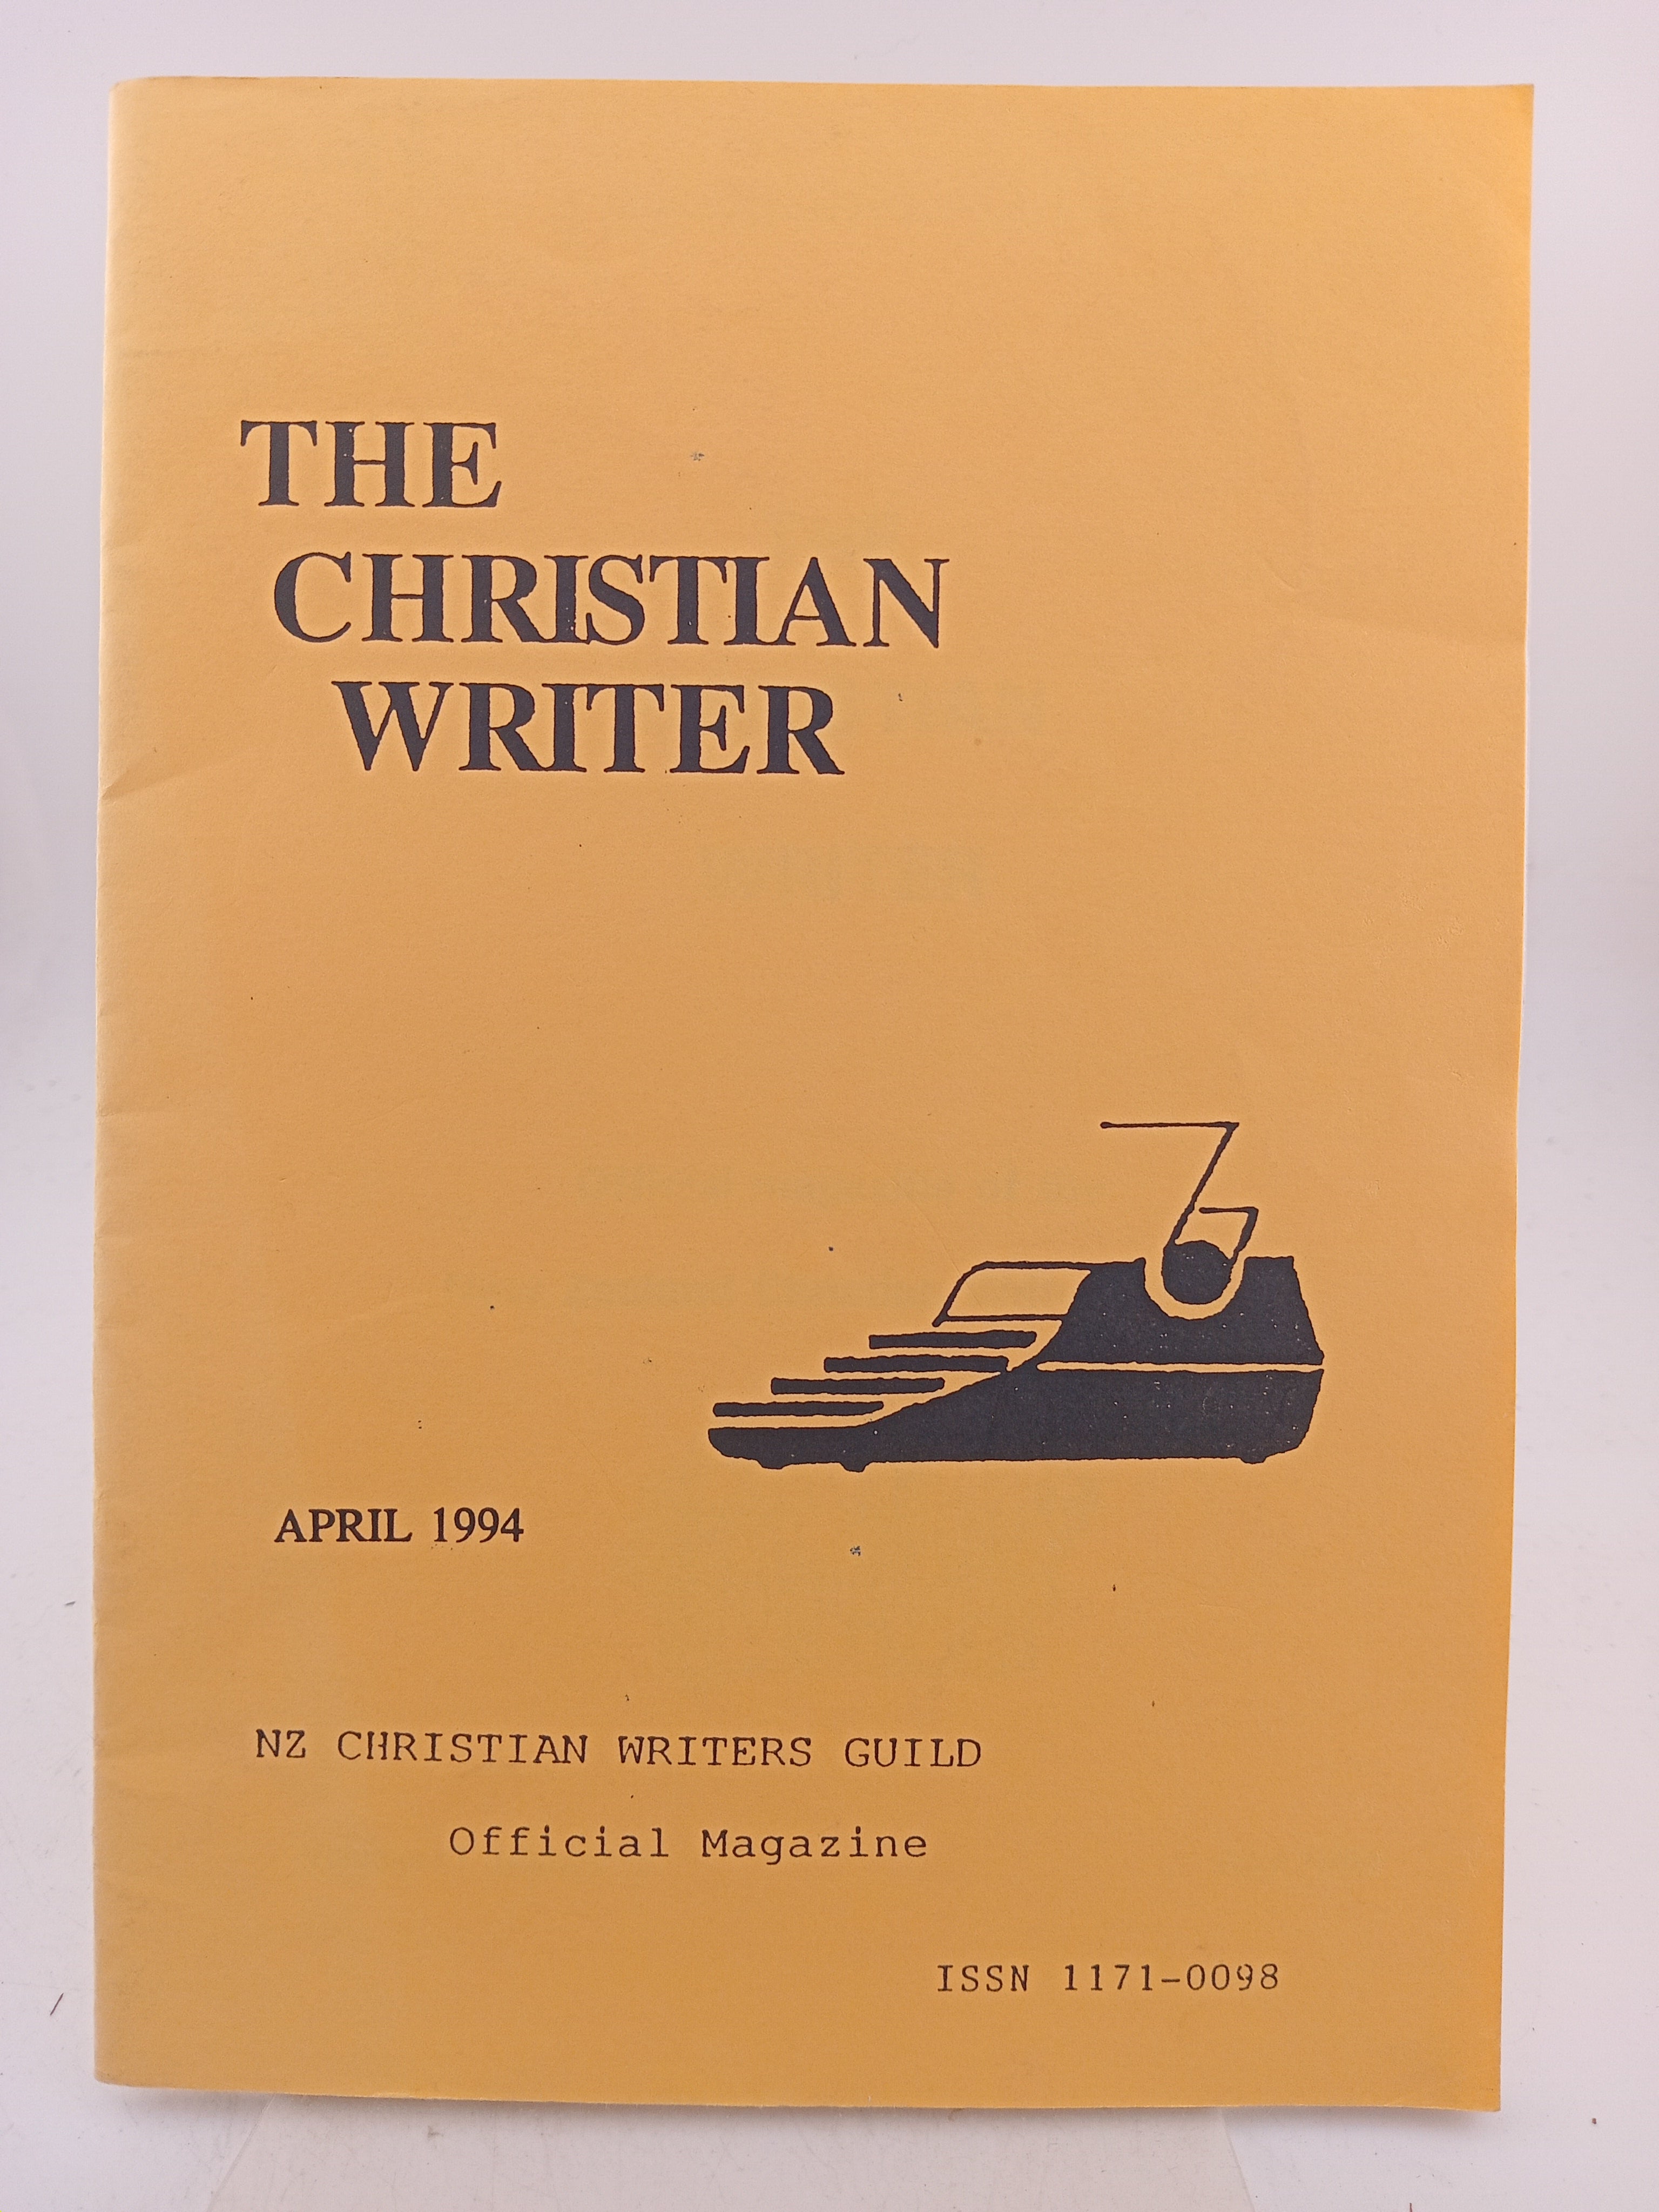 THE
CHRISTIAN
WRITER
APRIL 1994
NZ CHRISTIAN WRITERS GUILD
Official Magazine
ISSN 1171-0098